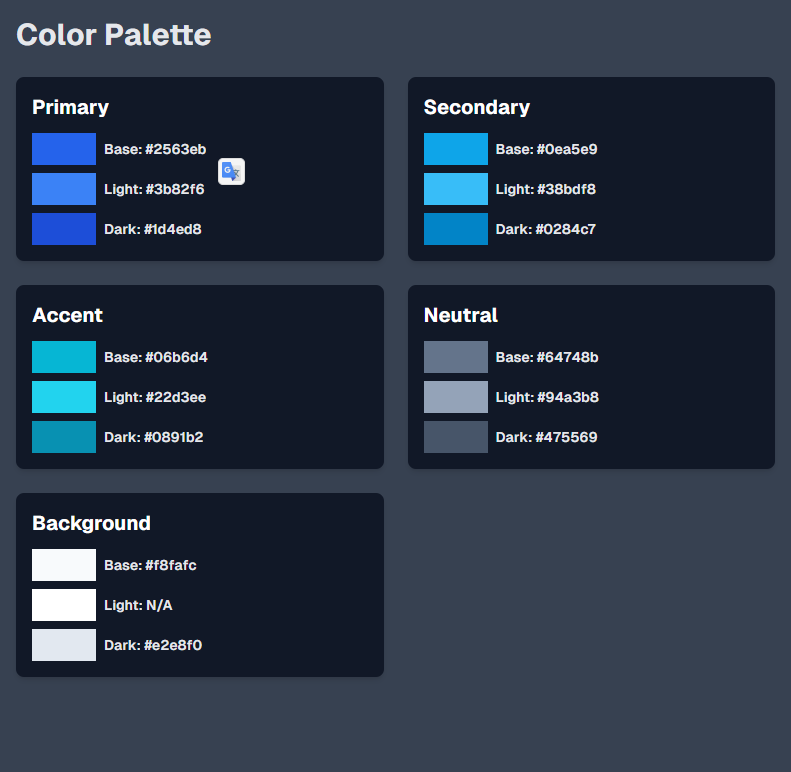 Color Palette
Primary
Base: #2563eb
Light: #3b82f6
Dark: #1d4ed8
Secondary
Base: #0ea5e9
Light: #38bdf8
Dark: #0284c7
Accent
Base: #06b6d4
Light: #22d3ee
Dark: #0891b2
Neutral
Base: #64748b
Light: #94a3b8
Dark: #475569
Background
Base: #f8fafc
Light: N/A
Dark: #e2e8f0